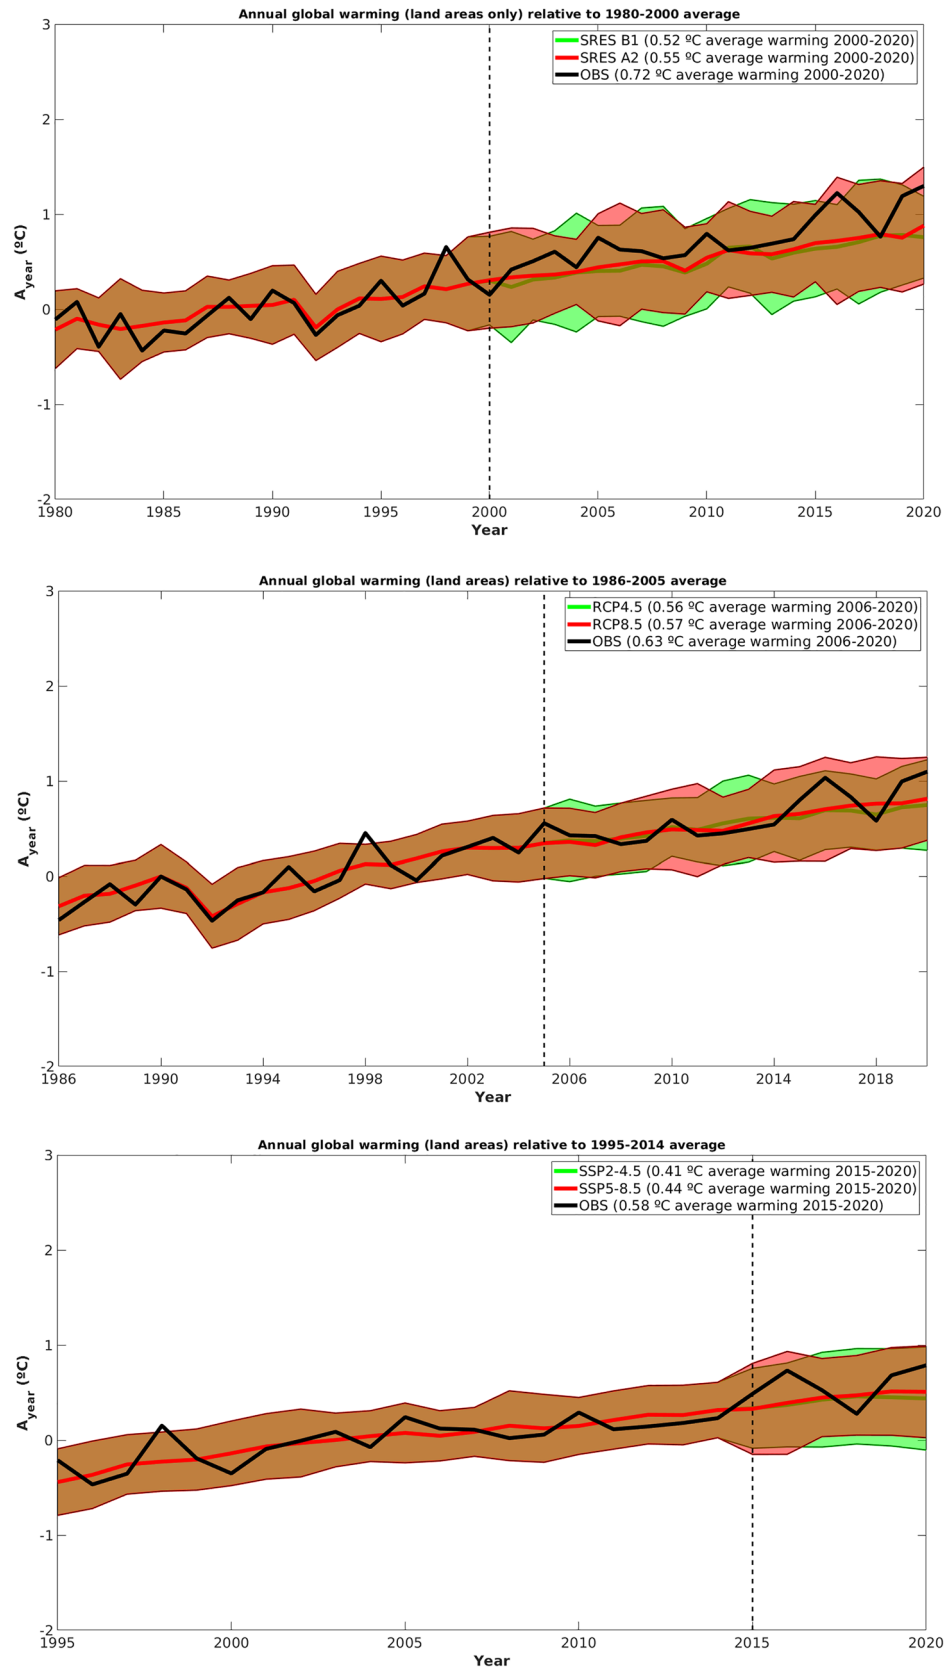 Annual global warming (land areas only) relative to 1980-2000 average
SRES B1 (0.52 ºC average warming 2000-2020)
SRES A2 (0.55 ºC average warming 2000-2020)
OBS (0.72 ºC average warming 2000-2020)
3
2
1
0
-1
-2
Ayear (ºC)
1980 1985 1990 1995 2000 2005 2010 2015 2020
Year
Annual global warming (land areas) relative to 1986-2005 average
RCP4.5 (0.56 ºC average warming 2006-2020)
RCP8.5 (0.57 ºC average warming 2006-2020)
OBS (0.63 ºC average warming 2006-2020)
3
2
1
0
-1
-2
Ayear (ºC)
1986 1990 1994 1998 2002 2006 2010 2014 2018
Year
Annual global warming (land areas) relative to 1995-2014 average
SSP2-4.5 (0.41 ºC average warming 2015-2020)
SSP5-8.5 (0.44 ºC average warming 2015-2020)
OBS (0.58 ºC average warming 2015-2020)
3
2
1
0
-1
-2
Ayear (ºC)
1995 2000 2005 2010 2015 2020
Year